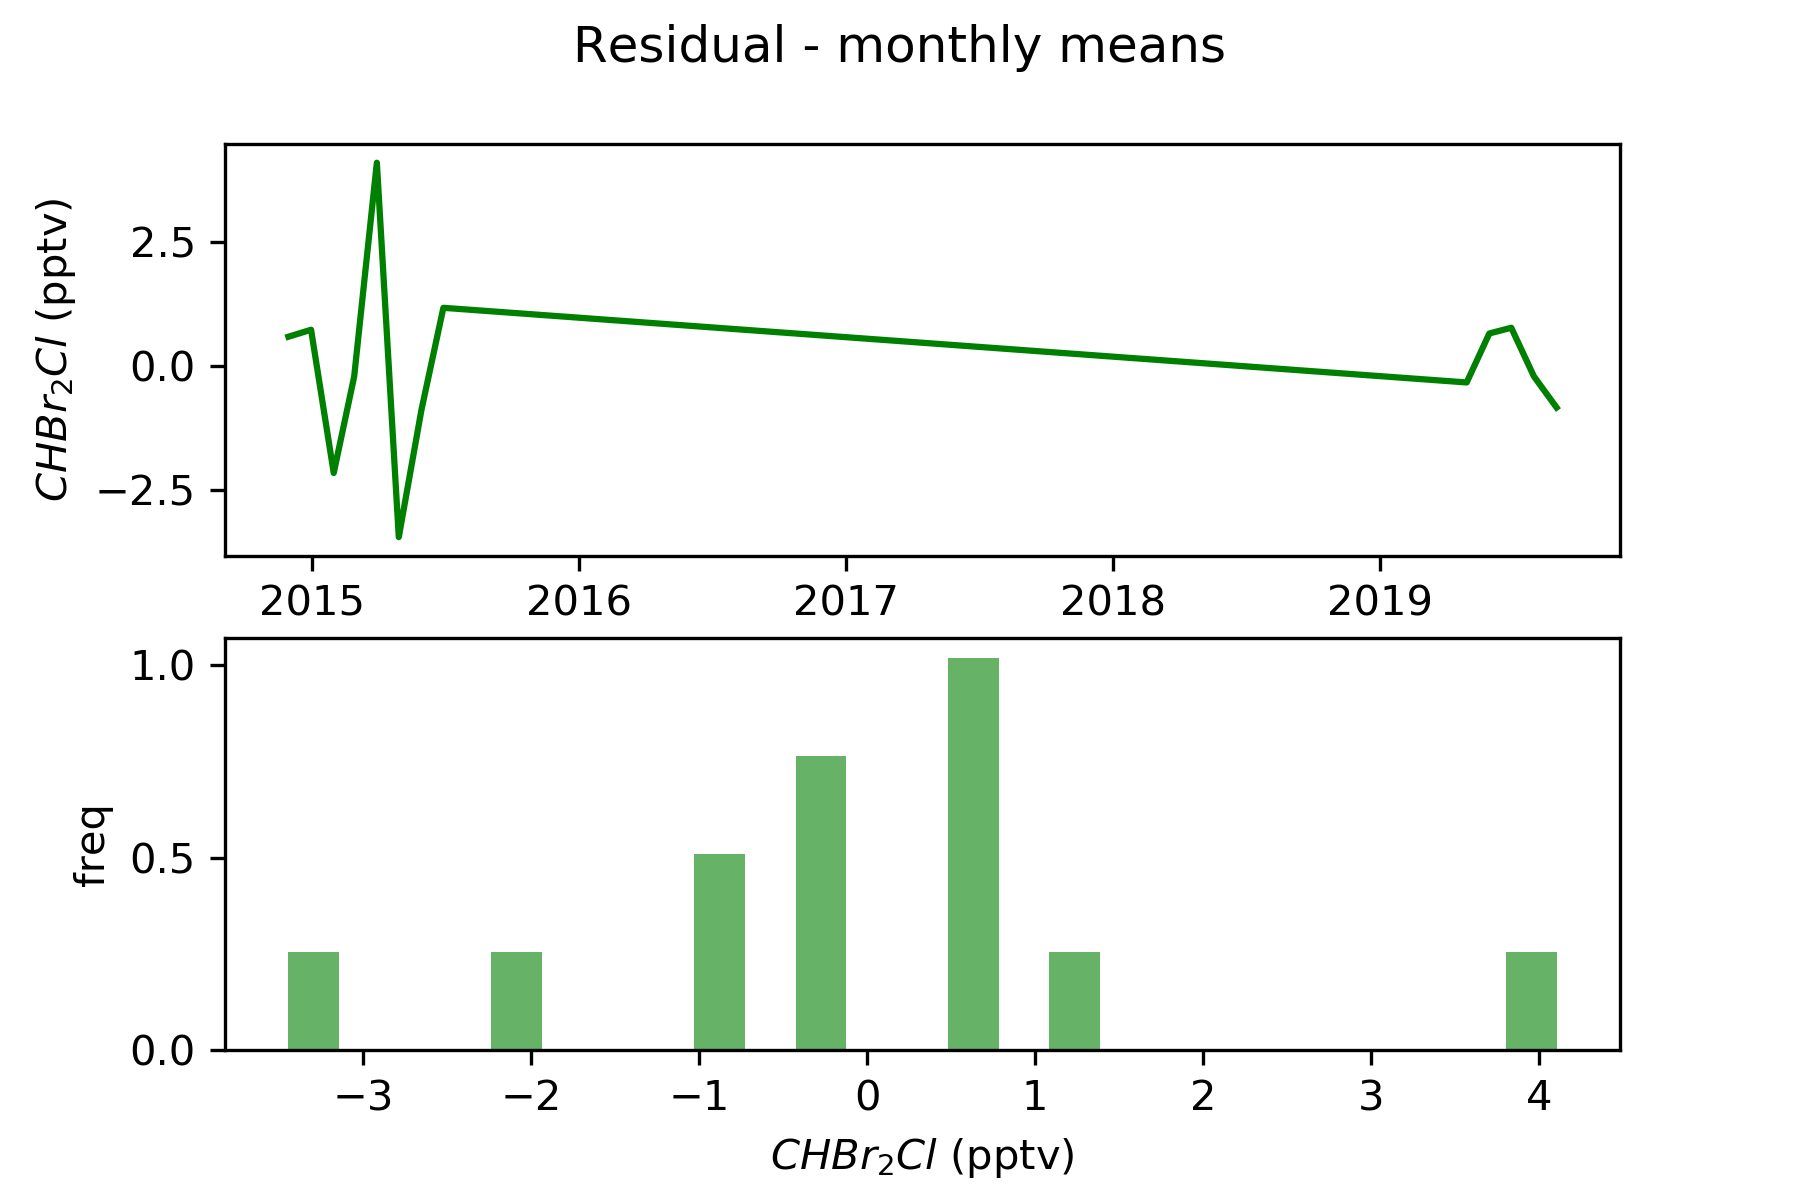 Residual - monthly means
CHBr₂Cl (pptv)
2.5
0.0
−2.5
2015 2016 2017 2018 2019
freq
1.0
0.5
0.0
−3 −2 −1 0 1 2 3 4
CHBr₂Cl (pptv)